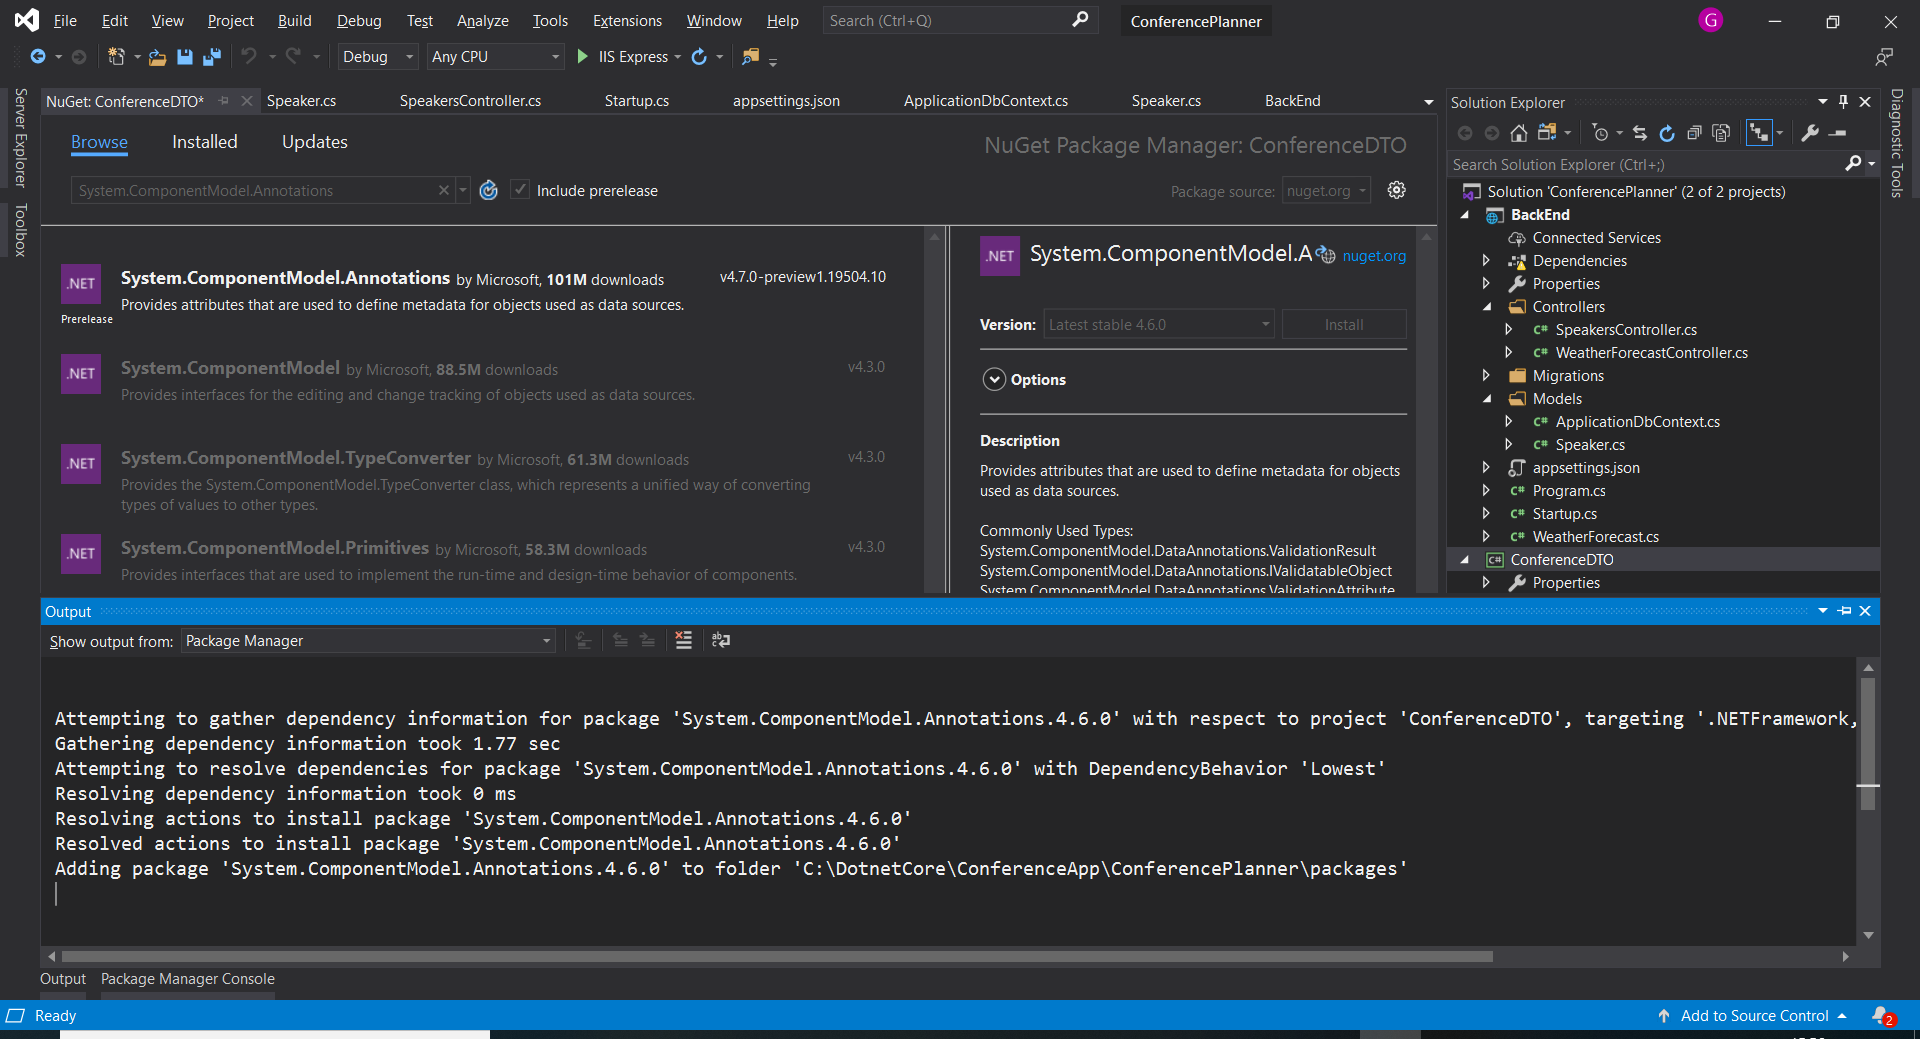 File Edit View Project Build Debug Test Analyze Tools Extensions Window Help Search (Ctrl+Q) ConferencePlanner G
Debug Any CPU IIS Express
Server Explorer
Toolbox
NuGet: ConferenceDTO* Speaker.cs SpeakersController.cs Startup.cs appsettings.json ApplicationDbContext.cs Speaker.cs BackEnd
Browse Installed Updates
NuGet Package Manager: ConferenceDTO
System.ComponentModel.Annotations Include prerelease
Package source: nuget.org
.NET
Prerelease
System.ComponentModel.Annotations by Microsoft, 101M downloads v4.7.0-preview1.19504.10
Provides attributes that are used to define metadata for objects used as data sources.
.NET
System.ComponentModel by Microsoft, 88.5M downloads v4.3.0
Provides interfaces for the editing and change tracking of objects used as data sources.
.NET
System.ComponentModel.TypeConverter by Microsoft, 61.3M downloads v4.3.0
Provides the System.ComponentModel.TypeConverter class, which represents a unified way of converting
types of values to other types.
.NET
System.ComponentModel.Primitives by Microsoft, 58.3M downloads v4.3.0
Provides interfaces that are used to implement the run-time and design-time behavior of components.
.NET
System.ComponentModel.A nuget.org
Version: Latest stable 4.6.0 Install
Options
Description
Provides attributes that are used to define metadata for objects
used as data sources.
Commonly Used Types:
System.ComponentModel.DataAnnotations.ValidationResult
System.ComponentModel.DataAnnotations.IValidatableObject
System.ComponentModel.DataAnnotations.ValidationAttribute
Solution Explorer
Search Solution Explorer (Ctrl+;)
Solution 'ConferencePlanner' (2 of 2 projects)
BackEnd
Connected Services
Dependencies
Properties
Controllers
C# SpeakersController.cs
C# WeatherForecastController.cs
Migrations
Models
C# ApplicationDbContext.cs
C# Speaker.cs
appsettings.json
C# Program.cs
C# Startup.cs
C# WeatherForecast.cs
C# ConferenceDTO
Properties
Diagnostic Tools
Output
Show output from: Package Manager
Attempting to gather dependency information for package 'System.ComponentModel.Annotations.4.6.0' with respect to project 'ConferenceDTO', targeting '.NETFramework,
Gathering dependency information took 1.77 sec
Attempting to resolve dependencies for package 'System.ComponentModel.Annotations.4.6.0' with DependencyBehavior 'Lowest'
Resolving dependency information took 0 ms
Resolving actions to install package 'System.ComponentModel.Annotations.4.6.0'
Resolved actions to install package 'System.ComponentModel.Annotations.4.6.0'
Adding package 'System.ComponentModel.Annotations.4.6.0' to folder 'C:\DotnetCore\ConferenceApp\ConferencePlanner\packages'
Output Package Manager Console
Ready Add to Source Control 2